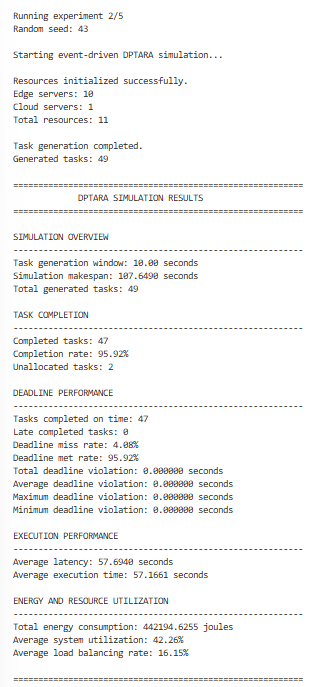 Running experiment 2/5
Random seed: 43
Starting event-driven DPTARA simulation...
Resources initialized successfully.
Edge servers: 10
Cloud servers: 1
Total resources: 11
Task generation completed.
Generated tasks: 49
============================================================
DPTARA SIMULATION RESULTS
============================================================
SIMULATION OVERVIEW
------------------------------------------------------------
Task generation window: 10.00 seconds
Simulation makespan: 107.6490 seconds
Total generated tasks: 49
TASK COMPLETION
------------------------------------------------------------
Completed tasks: 47
Completion rate: 95.92%
Unallocated tasks: 2
DEADLINE PERFORMANCE
------------------------------------------------------------
Tasks completed on time: 47
Late completed tasks: 0
Deadline miss rate: 4.08%
Deadline met rate: 95.92%
Total deadline violation: 0.000000 seconds
Average deadline violation: 0.000000 seconds
Maximum deadline violation: 0.000000 seconds
Minimum deadline violation: 0.000000 seconds
EXECUTION PERFORMANCE
------------------------------------------------------------
Average latency: 57.6940 seconds
Average execution time: 57.1661 seconds
ENERGY AND RESOURCE UTILIZATION
------------------------------------------------------------
Total energy consumption: 442194.6255 joules
Average system utilization: 42.26%
Average load balancing rate: 16.15%
============================================================